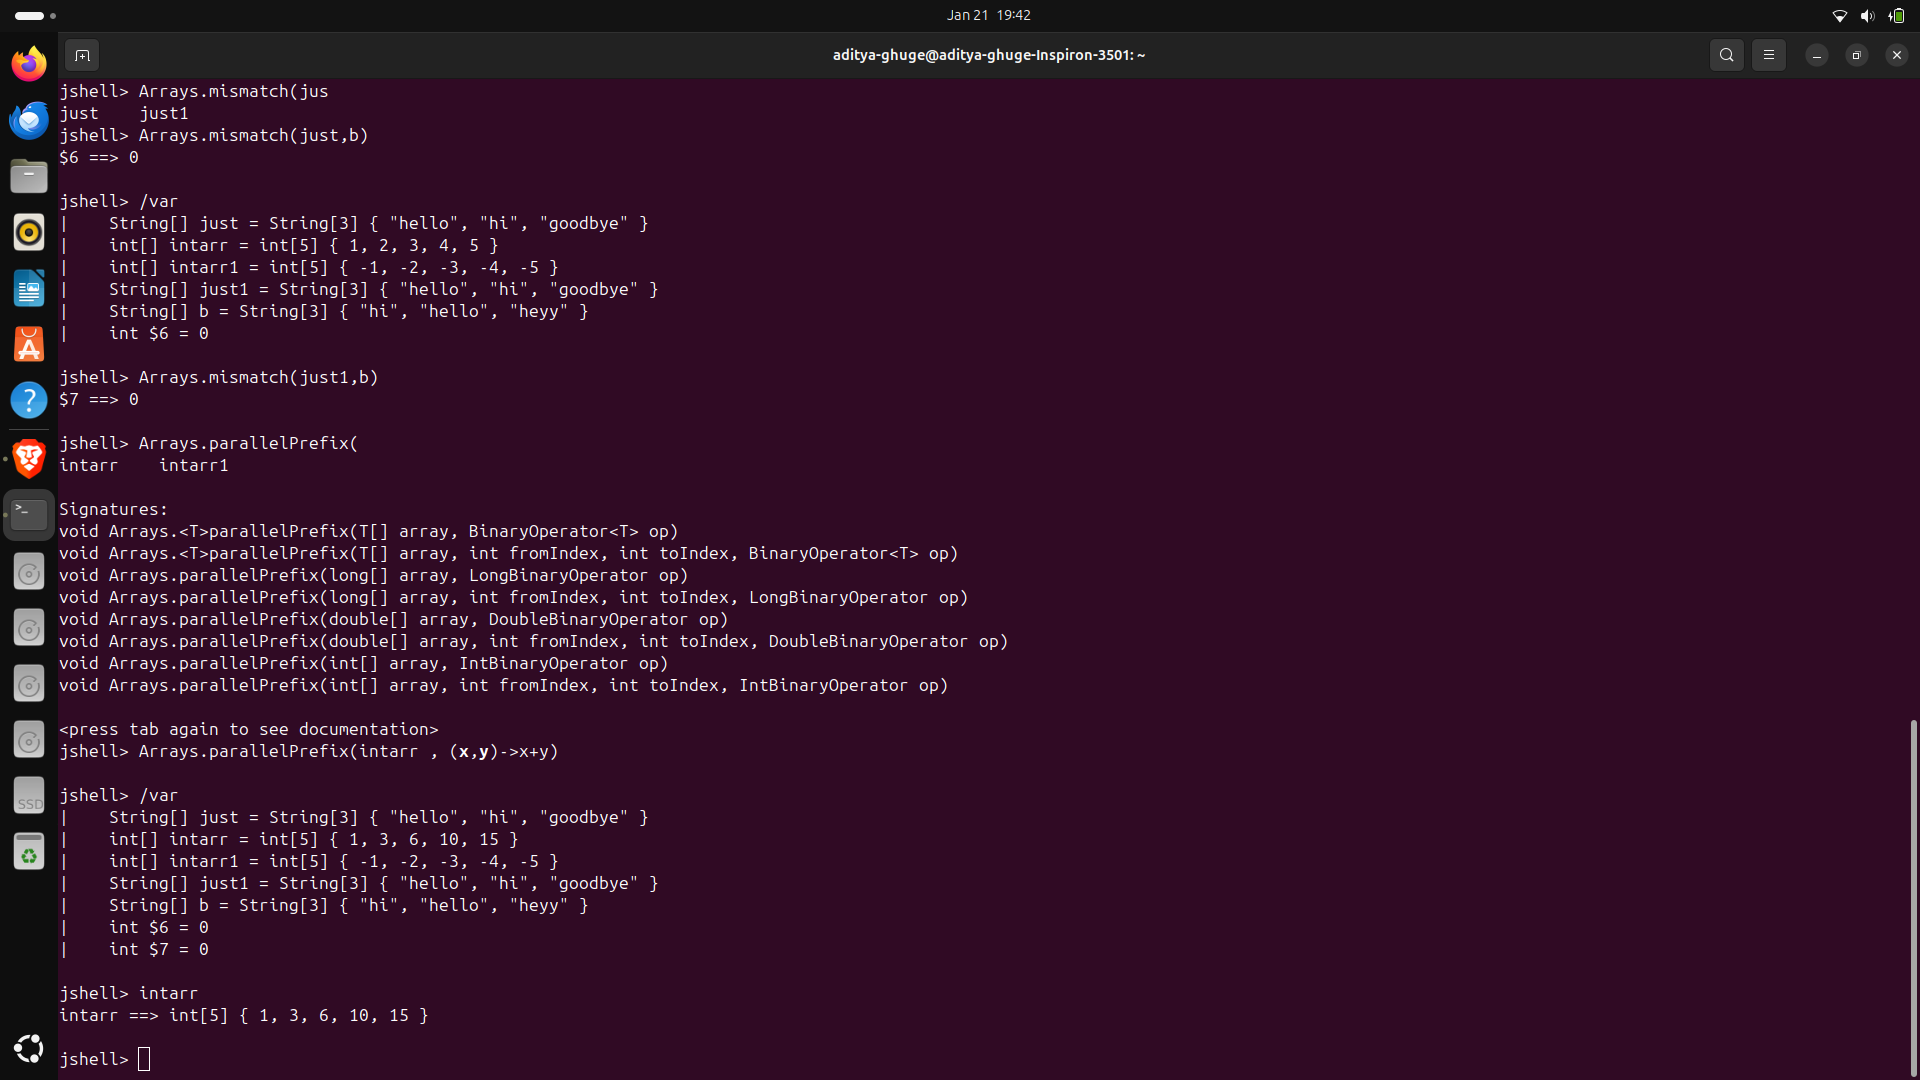 Jan 21 19:42
aditya-ghuge@aditya-ghuge-Inspiron-3501: ~
jshell> Arrays.mismatch(jus
just    just1
jshell> Arrays.mismatch(just,b)
$6 ==> 0
jshell> /var
|    String[] just = String[3] { "hello", "hi", "goodbye" }
|    int[] intarr = int[5] { 1, 2, 3, 4, 5 }
|    int[] intarr1 = int[5] { -1, -2, -3, -4, -5 }
|    String[] just1 = String[3] { "hello", "hi", "goodbye" }
|    String[] b = String[3] { "hi", "hello", "heyy" }
|    int $6 = 0
jshell> Arrays.mismatch(just1,b)
$7 ==> 0
jshell> Arrays.parallelPrefix(
intarr    intarr1
Signatures:
void Arrays.<T>parallelPrefix(T[] array, BinaryOperator<T> op)
void Arrays.<T>parallelPrefix(T[] array, int fromIndex, int toIndex, BinaryOperator<T> op)
void Arrays.parallelPrefix(long[] array, LongBinaryOperator op)
void Arrays.parallelPrefix(long[] array, int fromIndex, int toIndex, LongBinaryOperator op)
void Arrays.parallelPrefix(double[] array, DoubleBinaryOperator op)
void Arrays.parallelPrefix(double[] array, int fromIndex, int toIndex, DoubleBinaryOperator op)
void Arrays.parallelPrefix(int[] array, IntBinaryOperator op)
void Arrays.parallelPrefix(int[] array, int fromIndex, int toIndex, IntBinaryOperator op)
<press tab again to see documentation>
jshell> Arrays.parallelPrefix(intarr , (x,y)->x+y)
jshell> /var
|    String[] just = String[3] { "hello", "hi", "goodbye" }
|    int[] intarr = int[5] { 1, 3, 6, 10, 15 }
|    int[] intarr1 = int[5] { -1, -2, -3, -4, -5 }
|    String[] just1 = String[3] { "hello", "hi", "goodbye" }
|    String[] b = String[3] { "hi", "hello", "heyy" }
|    int $6 = 0
|    int $7 = 0
jshell> intarr
intarr ==> int[5] { 1, 3, 6, 10, 15 }
jshell>
SSD